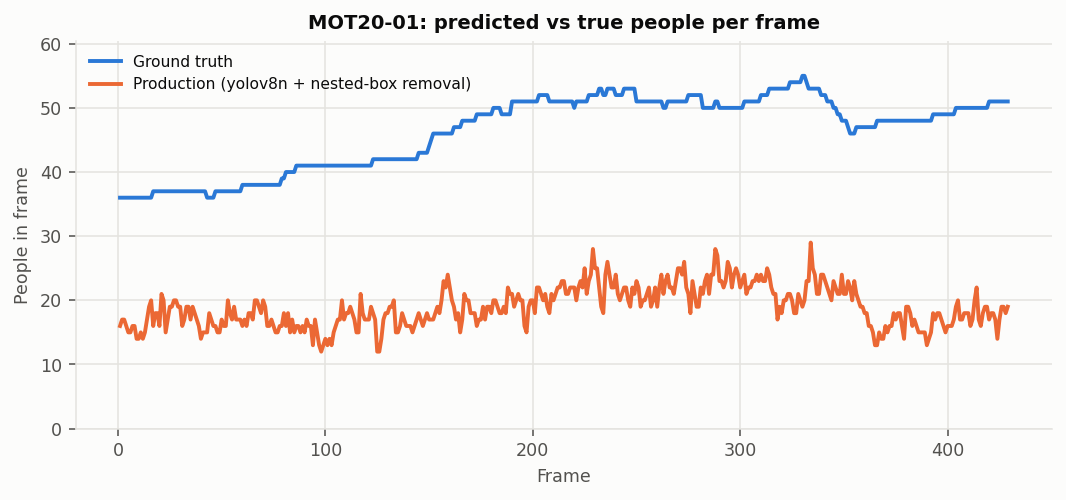 MOT20-01: predicted vs true people per frame
Ground truth
Production (yolov8n + nested-box removal)
People in frame
60
50
40
30
20
10
0
0 100 200 300 400
Frame